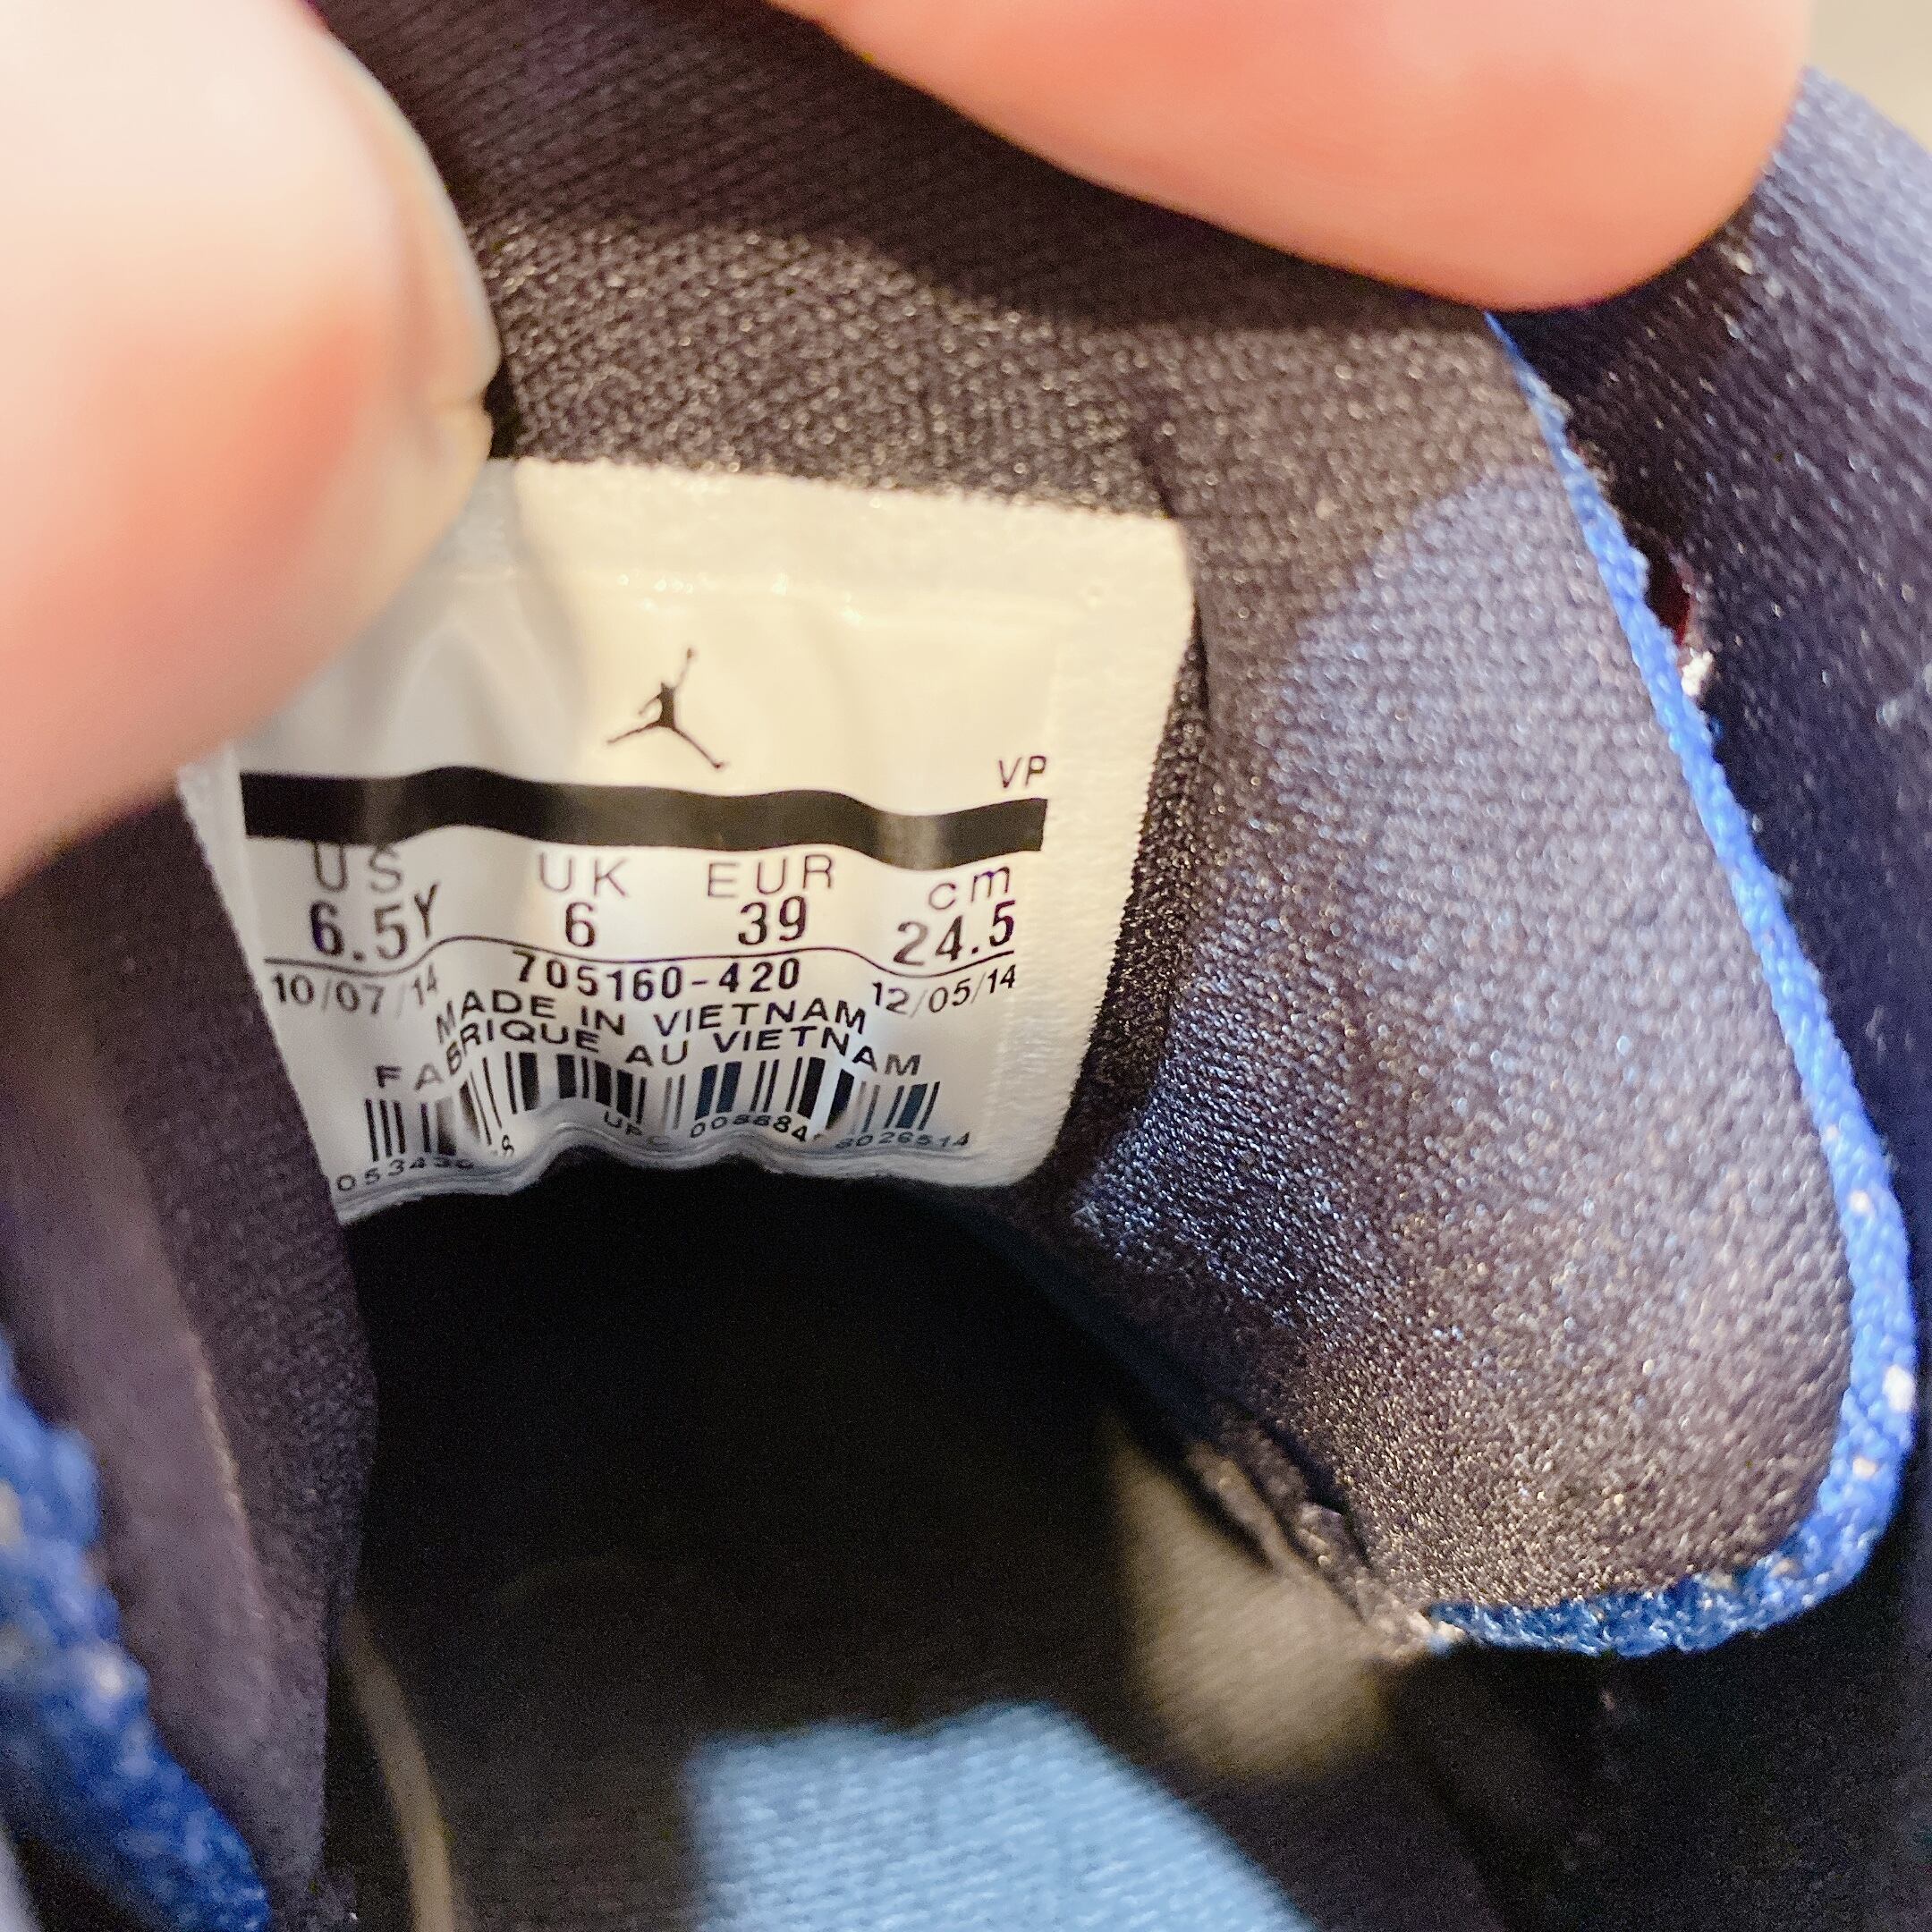 VP
US UK EUR cm
6.5Y 6 39 24.5
10/07/14 705160-420 12/05/14
MADE IN VIETNAM
FABRIQUE AU VIETNAM
UPC